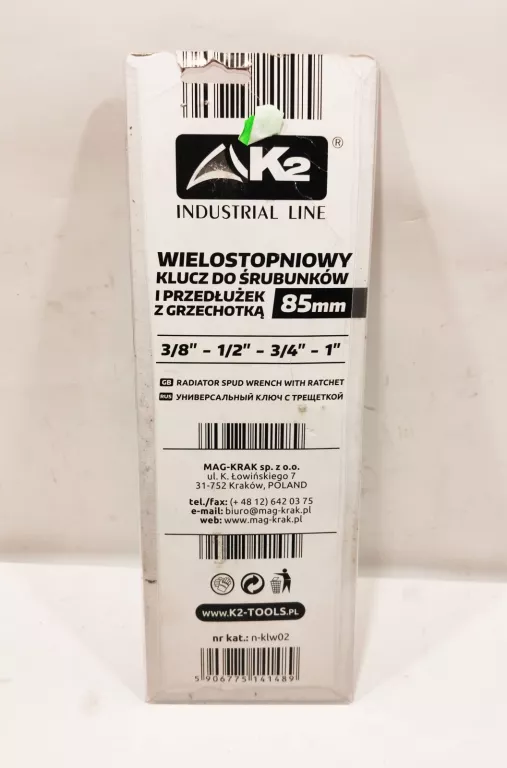 K2 ®
INDUSTRIAL LINE
WIELOSTOPNIOWY
KLUCZ DO ŚRUBUNKÓW
I PRZEDŁUŻEK
Z GRZECHOTKĄ 85mm
3/8" - 1/2" - 3/4" - 1"
GB RADIATOR SPUD WRENCH WITH RATCHET
RUS УНИВЕРСАЛЬНЫЙ КЛЮЧ С ТРЕЩЕТКОЙ
MAG-KRAK sp. z o.o.
ul. K. Łowińskiego 7
31-752 Kraków, POLAND
tel./fax: (+ 48 12) 642 03 75
e-mail: biuro@mag-krak.pl
web: www.mag-krak.pl
www.K2-TOOLS.PL
nr kat.: n-klw02
5 906775 141489